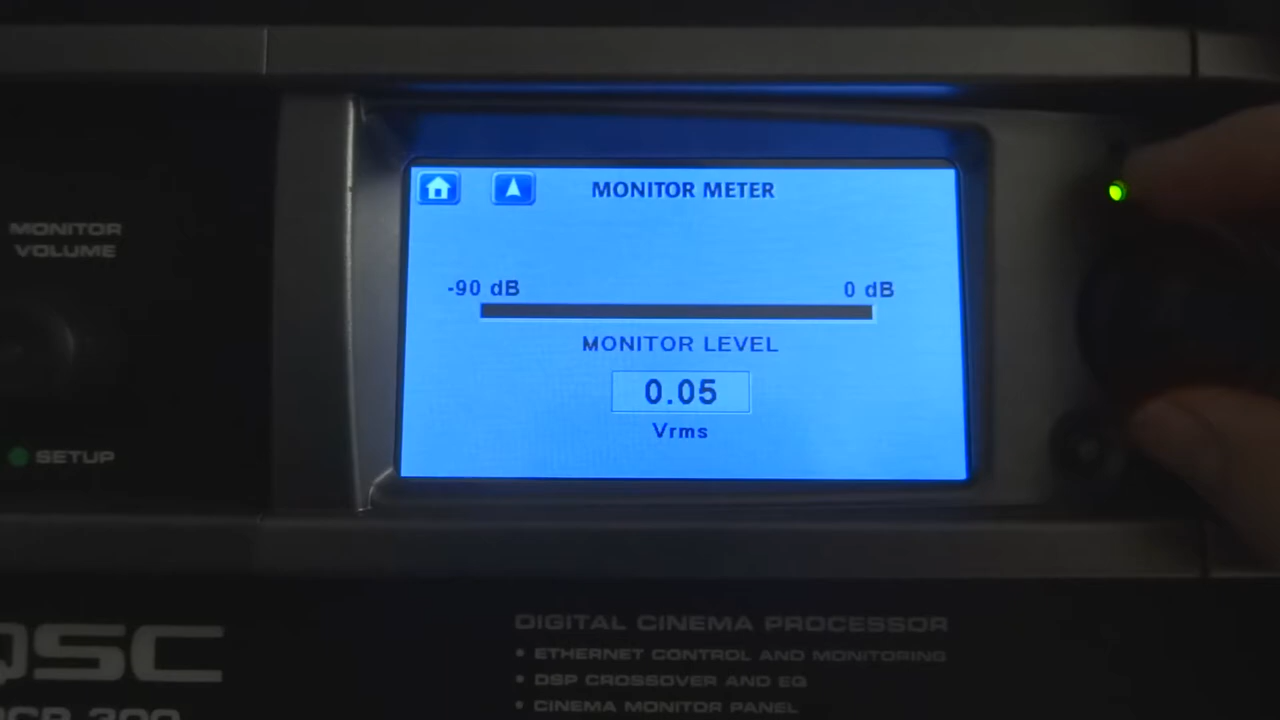 MONITOR METER
-90 dB 0 dB
MONITOR LEVEL
0.05
Vrms
MONITOR
VOLUME
SETUP
QSC
DIGITAL CINEMA PROCESSOR
• ETHERNET CONTROL AND MONITORING
• DSP CROSSOVER AND EQ
• CINEMA MONITOR PANEL